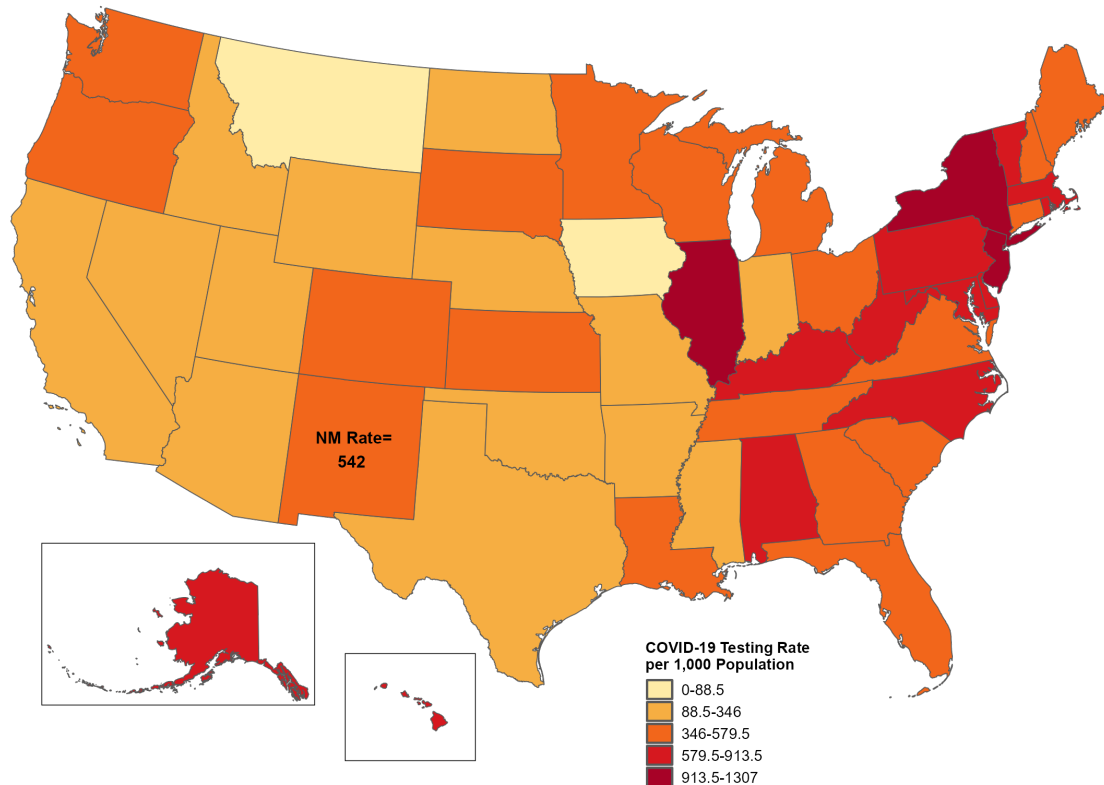 NM Rate=
542
COVID-19 Testing Rate
per 1,000 Population
0-88.5
88.5-346
346-579.5
579.5-913.5
913.5-1307